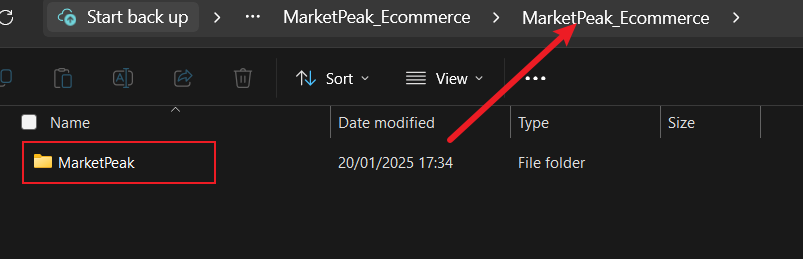 Start back up > ... MarketPeak_Ecommerce > MarketPeak_Ecommerce >
Sort View ...
Name Date modified Type Size
MarketPeak 20/01/2025 17:34 File folder